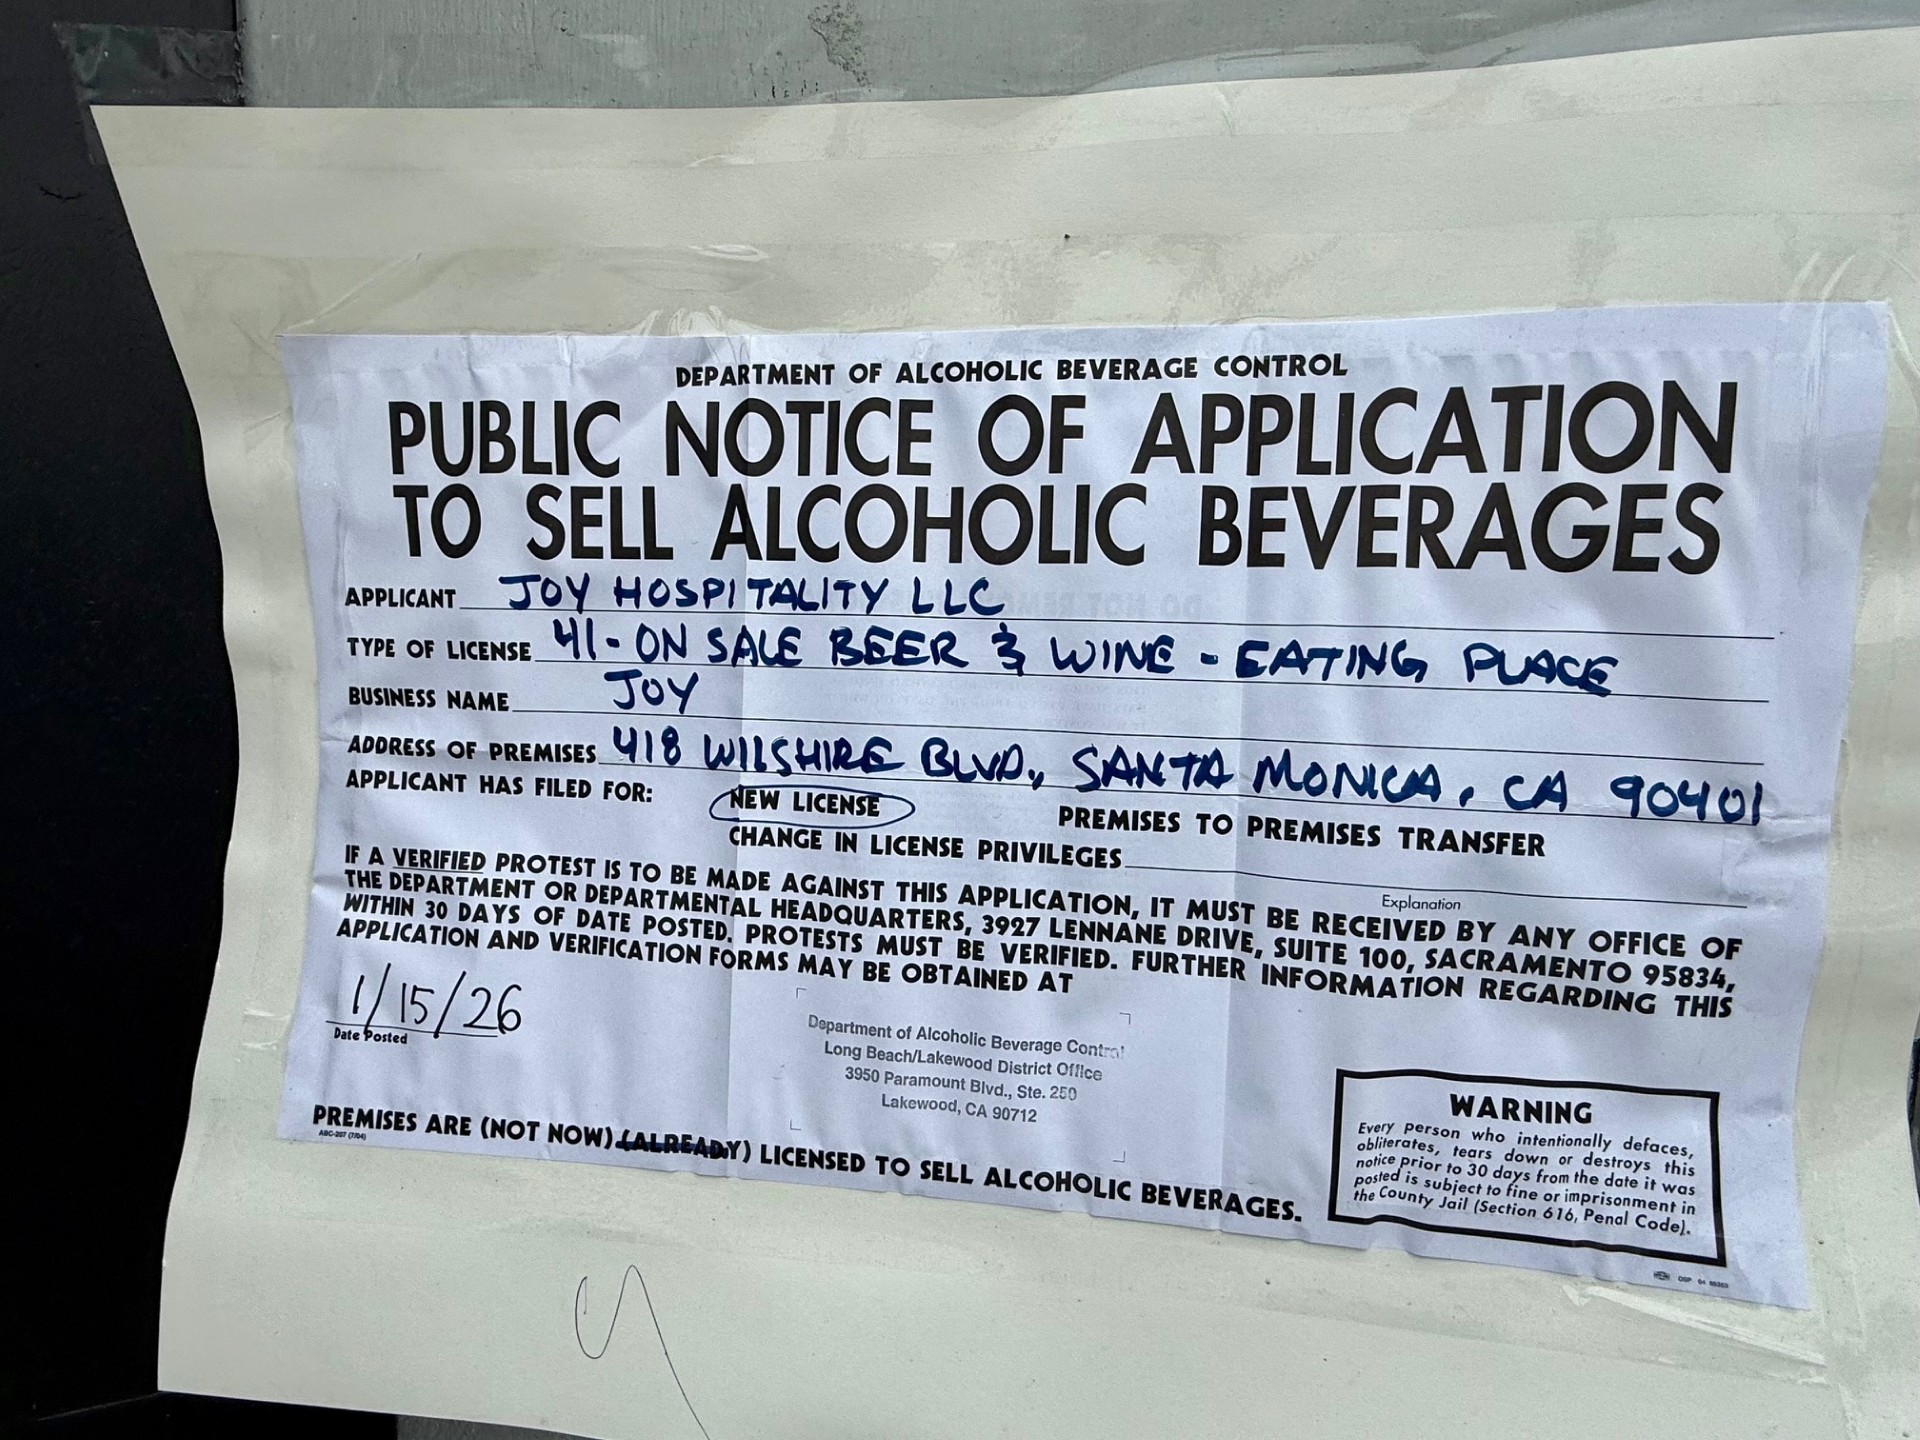 DEPARTMENT OF ALCOHOLIC BEVERAGE CONTROL
PUBLIC NOTICE OF APPLICATION
TO SELL ALCOHOLIC BEVERAGES
APPLICANT JOY HOSPITALITY LLC
TYPE OF LICENSE 41-ON SALE BEER & WINE - EATING PLACE
BUSINESS NAME JOY
ADDRESS OF PREMISES 418 WILSHIRE BLVD., SANTA MONICA, CA 90401
APPLICANT HAS FILED FOR: NEW LICENSE PREMISES TO PREMISES TRANSFER
CHANGE IN LICENSE PRIVILEGES
Explanation
IF A VERIFIED PROTEST IS TO BE MADE AGAINST THIS APPLICATION, IT MUST BE RECEIVED BY ANY OFFICE OF
THE DEPARTMENT OR DEPARTMENTAL HEADQUARTERS, 3927 LENNANE DRIVE, SUITE 100, SACRAMENTO 95834,
WITHIN 30 DAYS OF DATE POSTED. PROTESTS MUST BE VERIFIED. FURTHER INFORMATION REGARDING THIS
APPLICATION AND VERIFICATION FORMS MAY BE OBTAINED AT
1/15/26
Date Posted
Department of Alcoholic Beverage Control
Long Beach/Lakewood District Office
3950 Paramount Blvd., Ste. 250
Lakewood, CA 90712
PREMISES ARE (NOT NOW) (ALREADY) LICENSED TO SELL ALCOHOLIC BEVERAGES.
ABC-207 (7/04)
WARNING
Every person who intentionally defaces,
obliterates, tears down or destroys this
notice prior to 30 days from the date it was
posted is subject to fine or imprisonment in
the County Jail (Section 616, Penal Code).
OSP 04